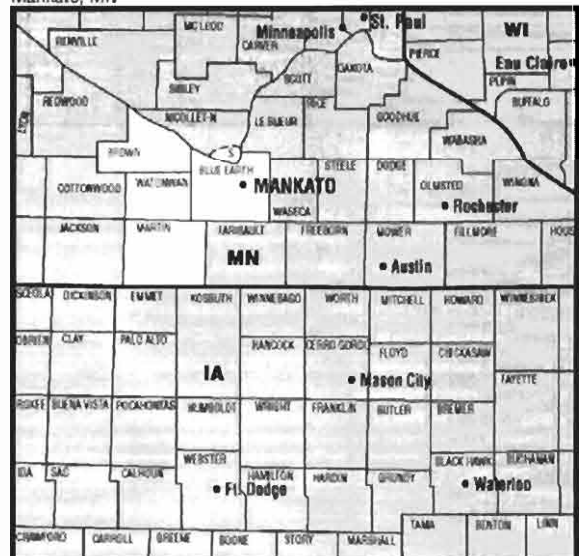 Mankato, MN
St. Paul
MC LEOD
Minneapolis
WI
RENVILLE
CARVER
PIERCE
Eau Claire
DAKOTA
SCOTT
PEPIN
SIBLEY
REDWOOD
RICE
BUFFALO
LYON
NICOLLET-N
LE SUEUR
GOODHUE
WABASHA
BROWN
S
STEELE
DODGE
BLUE EARTH
WATONWAN
MANKATO
OLMSTED
WINONA
COTTONWOOD
WASECA
Rochester
JACKSON
MARTIN
FARIBAULT
FREEBORN
MOWER
FILLMORE
HOUS
MN
Austin
SCEOLA
DICKINSON
EMMET
KOSSUTH
WINNEBAGO
WORTH
MITCHELL
HOWARD
WINNESHIEK
OBRIEN
CLAY
PALO ALTO
HANCOCK
CERRO GORDO
FLOYD
CHICKASAW
IA
Mason City
FAYETTE
BUENA VISTA
POCAHONTAS
HUMBOLDT
WRIGHT
FRANKLIN
BUTLER
BREMER
WEBSTER
BLACK HAWK
BUCHANAN
IDA
SAC
CALHOUN
HAMILTON
HARDIN
GRUNDY
Ft. Dodge
Waterloo
TAMA
BENTON
LINN
CRAWFORD
CARROLL
GREENE
BOONE
STORY
MARSHALL